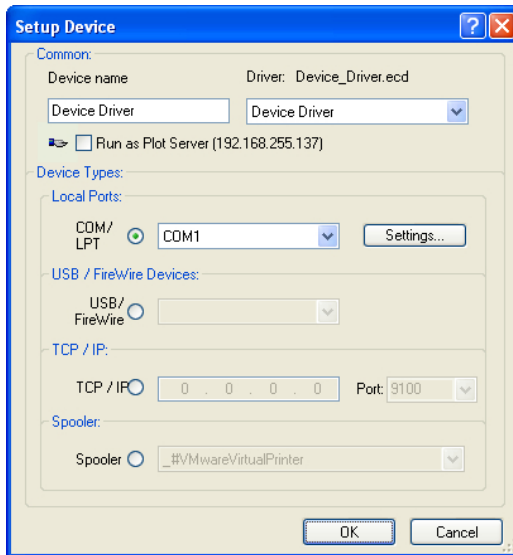 Setup Device
Common:
Device name Driver: Device_Driver.ecd
Device Driver Device Driver
Run as Plot Server (192.168.255.137)
Device Types:
Local Ports:
COM/
LPT COM1 Settings...
USB / FireWire Devices:
USB/
FireWire
TCP / IP:
TCP / IP 0 . 0 . 0 . 0 Port: 9100
Spooler:
Spooler _#VMwareVirtualPrinter
OK Cancel